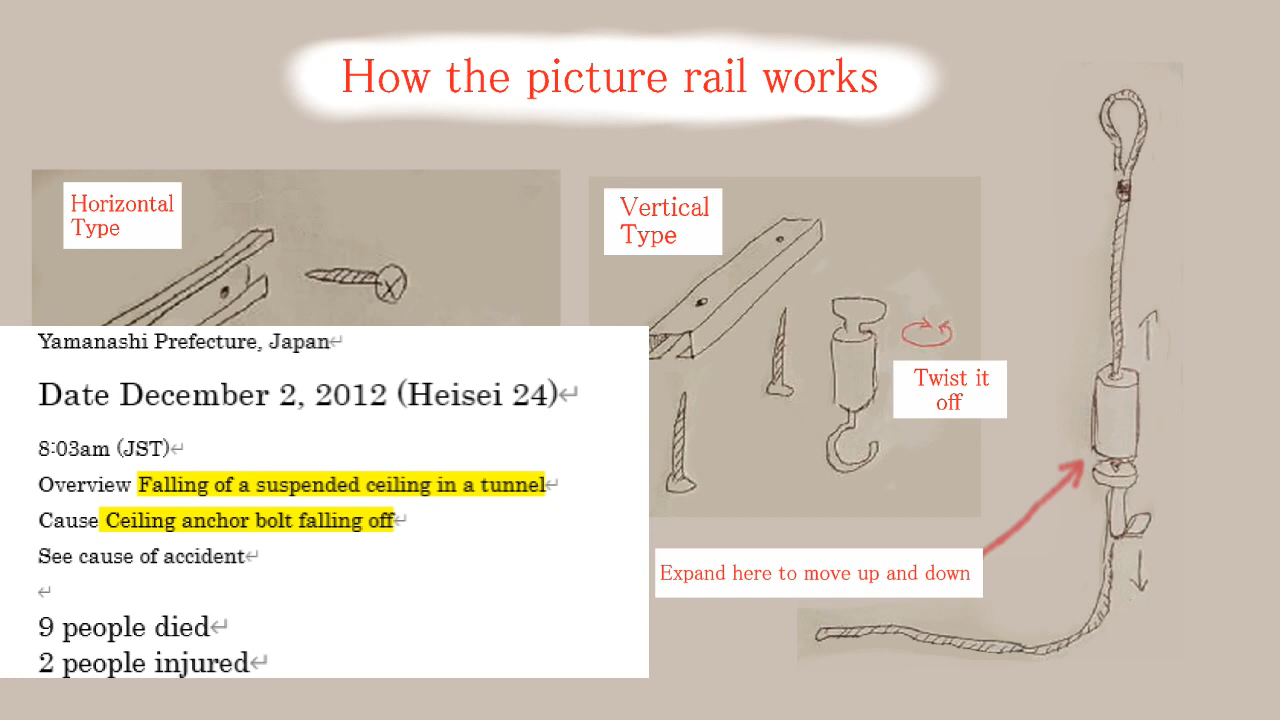 How the picture rail works
Horizontal
Type
Vertical
Type
Twist it
off
Expand here to move up and down
Yamanashi Prefecture, Japan↵
Date December 2, 2012 (Heisei 24)↵
8:03am (JST)↵
Overview Falling of a suspended ceiling in a tunnel↵
Cause Ceiling anchor bolt falling off↵
See cause of accident↵
↵
9 people died↵
2 people injured↵